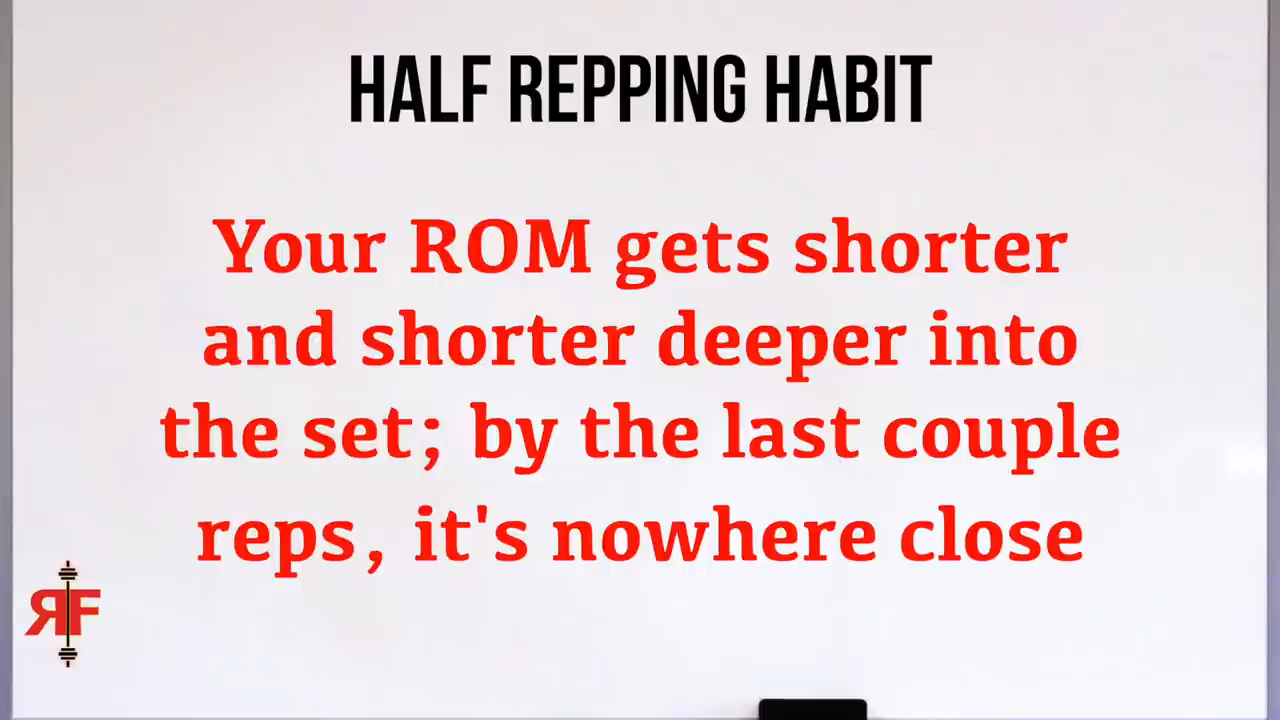 HALF REPPING HABIT
Your ROM gets shorter
and shorter deeper into
the set; by the last couple
reps, it's nowhere close
RF